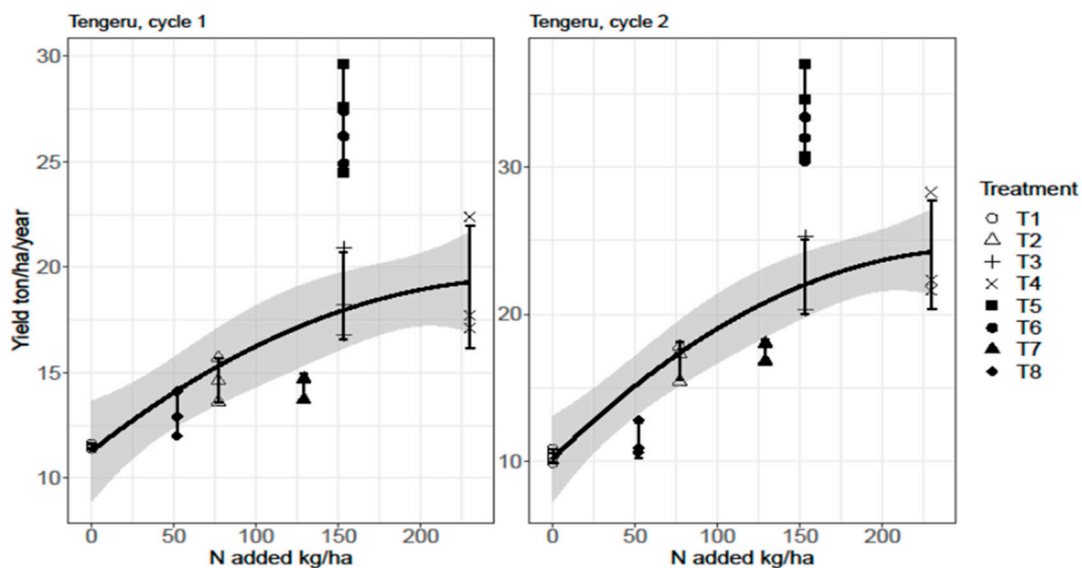 Tengeru, cycle 1
Tengeru, cycle 2
Yield ton/ha/year
30
25
20
15
10
0
50
100
150
200
N added kg/ha
30
20
10
0
50
100
150
200
N added kg/ha
Treatment
T1
T2
T3
T4
T5
T6
T7
T8